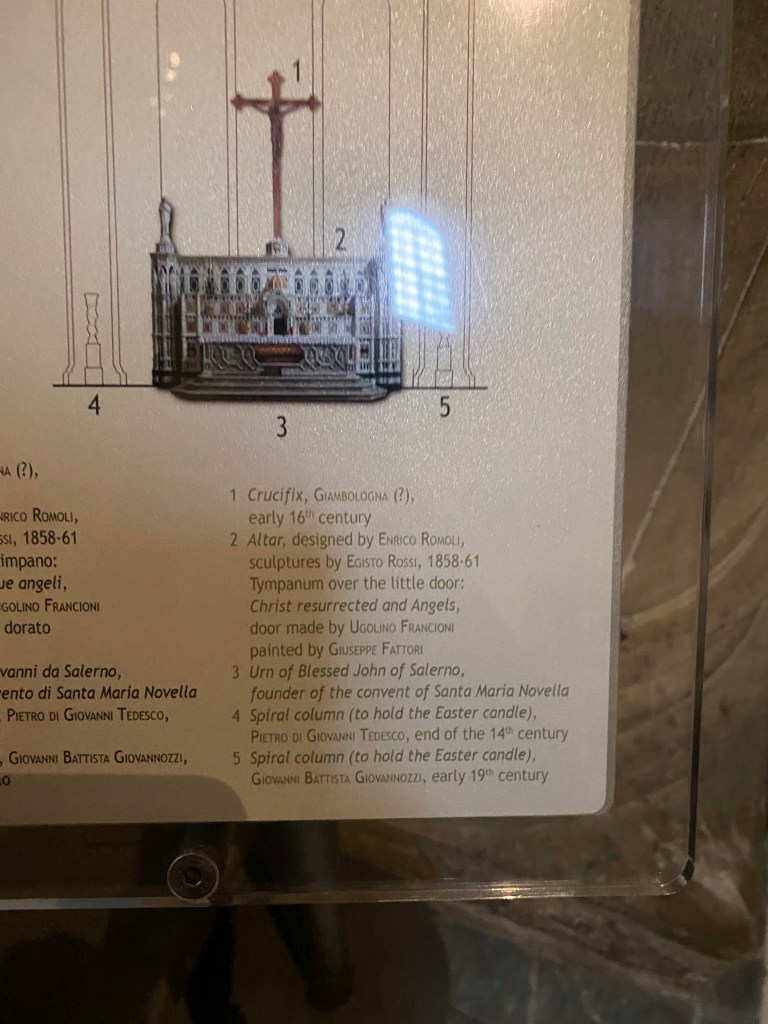 1
2
4
5
3
NA (?),
NRICO ROMOLI,
SSI, 1858-61
impano:
ue angeli,
GOLINO FRANCIONI
dorato
ovanni da Salerno,
vento di Santa Maria Novella
, PIETRO DI GIOVANNI TEDESCO,
, GIOVANNI BATTISTA GIOVANNOZZI,
lo
1 Crucifix, GIAMBOLOGNA (?),
early 16th century
2 Altar, designed by ENRICO ROMOLI,
sculptures by EGISTO ROSSI, 1858-61
Tympanum over the little door:
Christ resurrected and Angels,
door made by UGOLINO FRANCIONI
painted by GIUSEPPE FATTORI
3 Urn of Blessed John of Salerno,
founder of the convent of Santa Maria Novella
4 Spiral column (to hold the Easter candle),
PIETRO DI GIOVANNI TEDESCO, end of the 14th century
5 Spiral column (to hold the Easter candle),
GIOVANNI BATTISTA GIOVANNOZZI, early 19th century